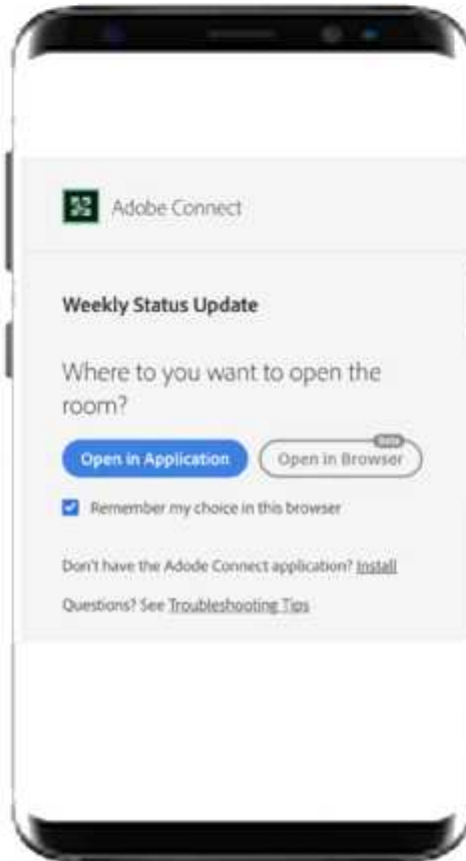 Adobe Connect
Weekly Status Update
Where to you want to open the
room?
Beta
Open in Application Open in Browser
Remember my choice in this browser
Don't have the Adode Connect application? Install
Questions? See Troubleshooting Tips